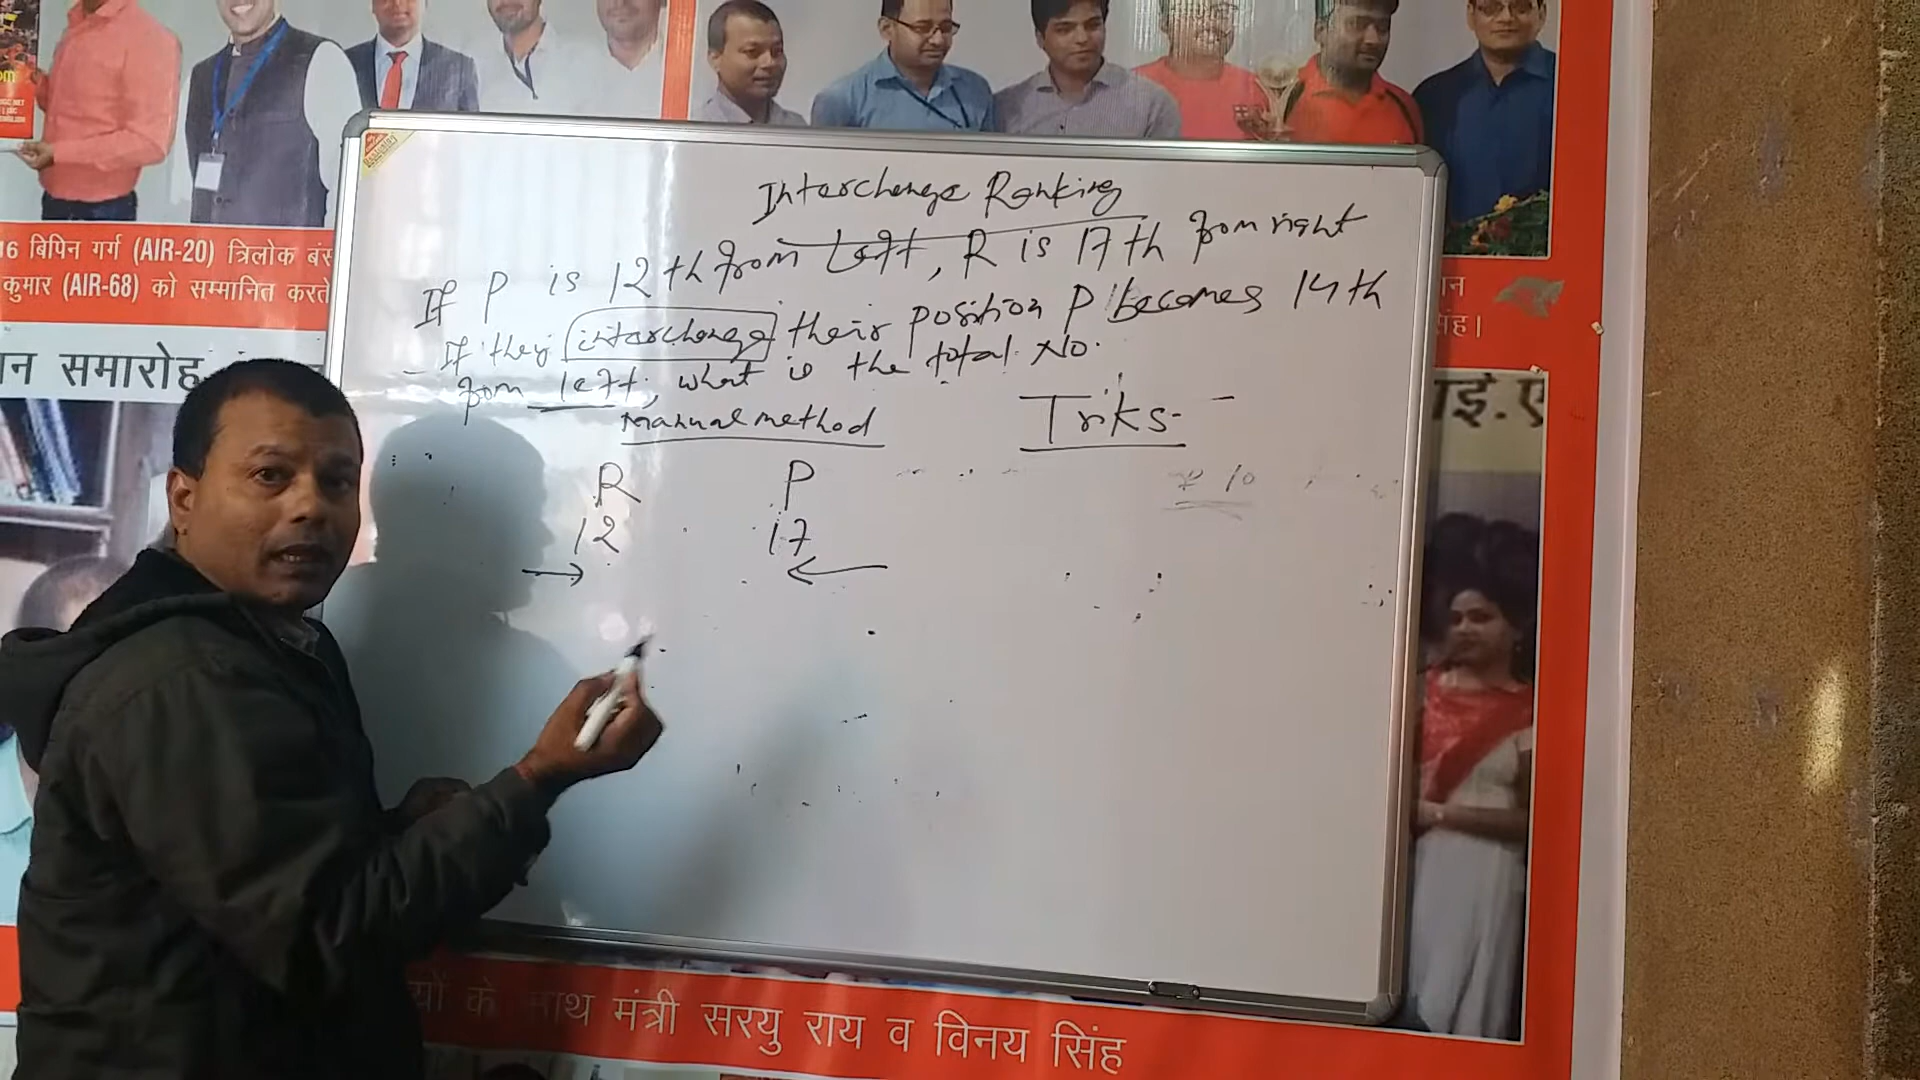 16 बिपिन गर्ग (AIR-20) त्रिलोक बंस
कुमार (AIR-68) को सम्मानित करते
न समारोह
Interchenge Ranking
If P is 12th from Left, R is 17th from right
If they interchenge their position P becomes 14th
from left, what is the total No.
Manual method
Triks-
R P
12 17
सिंह।
ई.ए
यों के साथ मंत्री सरयु राय व विनय सिंह